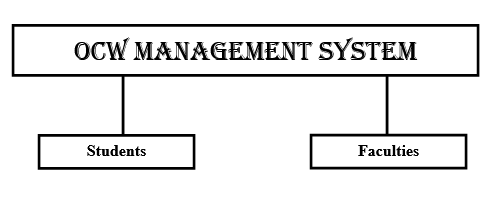 OCW MANAGEMENT SYSTEM
Students
Faculties